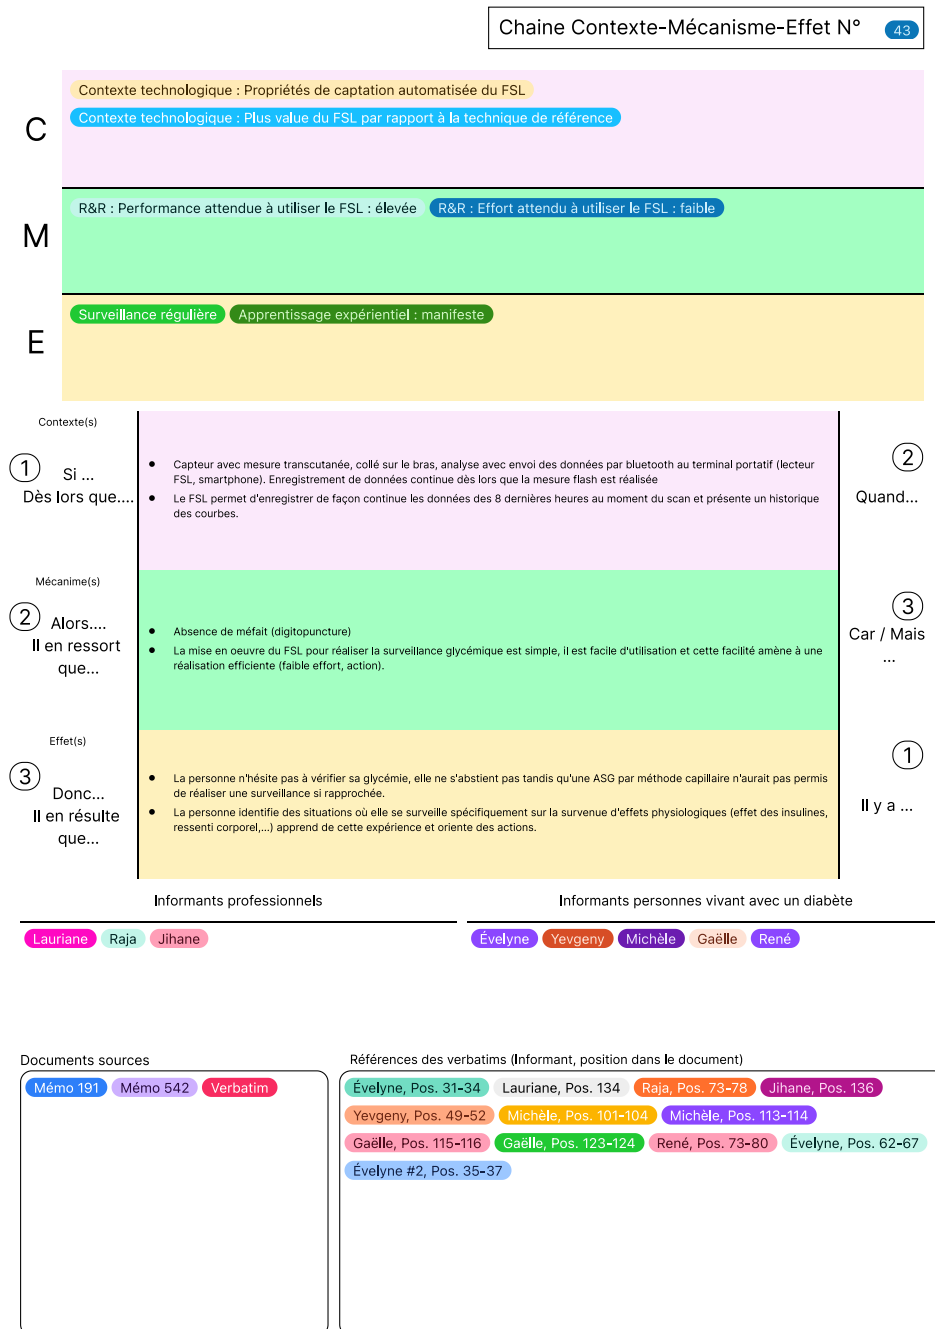 Chaine Contexte-Mécanisme-Effet N° 43
C
Contexte technologique : Propriétés de captation automatisée du FSL
Contexte technologique : Plus value du FSL par rapport à la technique de référence
M
R&R : Performance attendue à utiliser le FSL : élevée R&R : Effort attendu à utiliser le FSL : faible
E
Surveillance régulière Apprentissage expérientiel : manifeste
Contexte(s)
1 Si ...
Dès lors que....
● Capteur avec mesure transcutanée, collé sur le bras, analyse avec envoi des données par bluetooth au terminal portatif (lecteur
FSL, smartphone). Enregistrement de données continue dès lors que la mesure flash est réalisée
● Le FSL permet d'enregistrer de façon continue les données des 8 dernières heures au moment du scan et présente un historique
des courbes.
2
Quand...
Mécanime(s)
2 Alors....
Il en ressort
que...
● Absence de méfait (digitopuncture)
● La mise en oeuvre du FSL pour réaliser la surveillance glycémique est simple, il est facile d'utilisation et cette facilité amène à une
réalisation efficiente (faible effort, action).
3
Car / Mais
...
Effet(s)
3
Donc...
Il en résulte
que...
● La personne n'hésite pas à vérifier sa glycémie, elle ne s'abstient pas tandis qu'une ASG par méthode capillaire n'aurait pas permis
de réaliser une surveillance si rapprochée.
● La personne identifie des situations où elle se surveille spécifiquement sur la survenue d'effets physiologiques (effet des insulines,
ressenti corporel,...) apprend de cette expérience et oriente des actions.
1
Il y a ...
Informants professionnels
Lauriane Raja Jihane
Informants personnes vivant avec un diabète
Évelyne Yevgeny Michèle Gaëlle René
Documents sources
Mémo 191 Mémo 542 Verbatim
Références des verbatims (Informant, position dans le document)
Évelyne, Pos. 31-34 Lauriane, Pos. 134 Raja, Pos. 73-78 Jihane, Pos. 136
Yevgeny, Pos. 49-52 Michèle, Pos. 101-104 Michèle, Pos. 113-114
Gaëlle, Pos. 115-116 Gaëlle, Pos. 123-124 René, Pos. 73-80 Évelyne, Pos. 62-67
Évelyne #2, Pos. 35-37